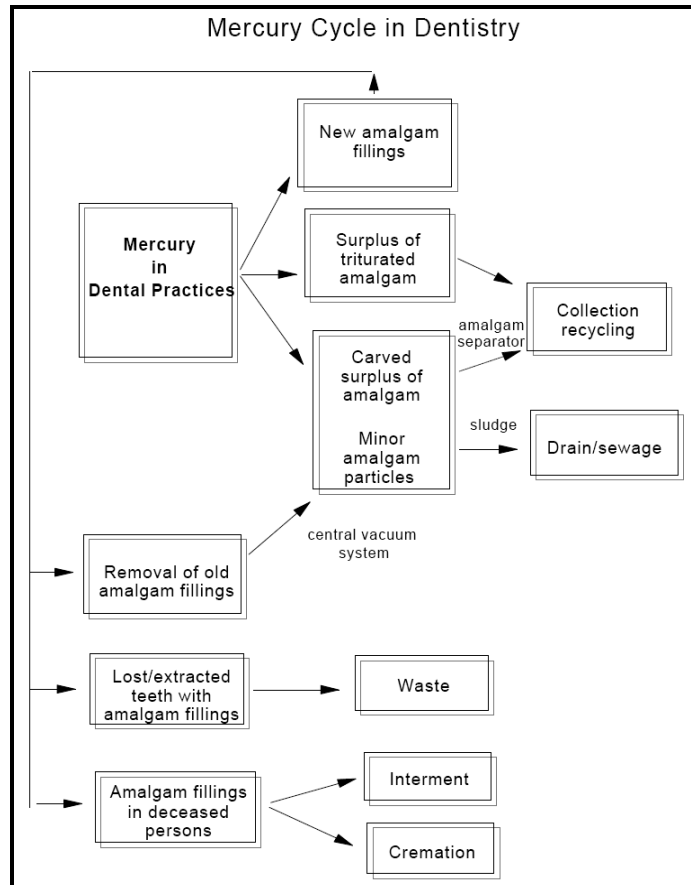 Mercury Cycle in Dentistry
New amalgam
fillings
Mercury
in
Dental Practices
Surplus of
triturated
amalgam
Collection
recycling
amalgam
separator
Carved
surplus of
amalgam
Minor
amalgam
particles
sludge
Drain/sewage
central vacuum
system
Removal of old
amalgam fillings
Lost/extracted
teeth with
amalgam fillings
Waste
Amalgam fillings
in deceased
persons
Interment
Cremation